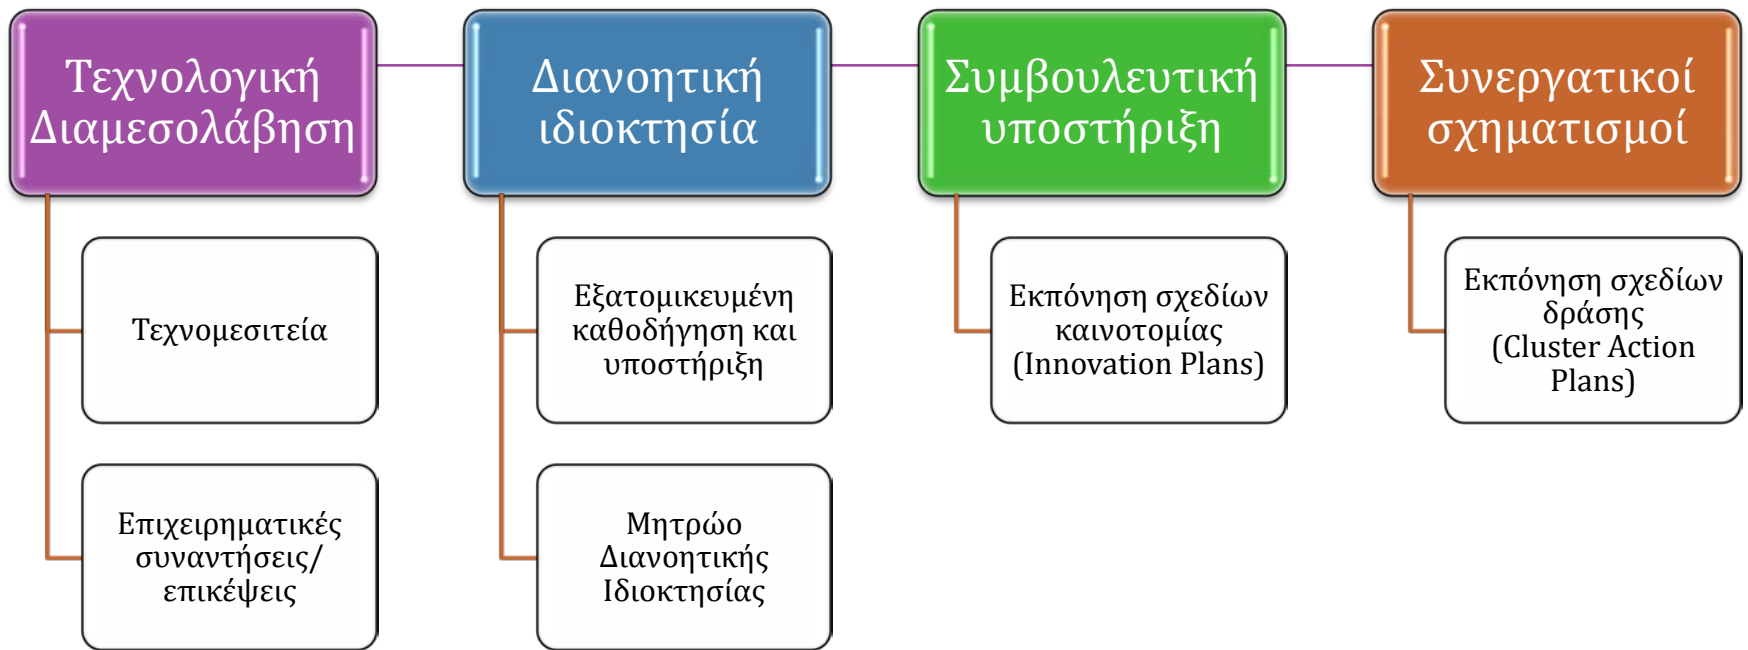 Τεχνολογική
Διαμεσολάβηση
Διανοητική
ιδιοκτησία
Συμβουλευτική
υποστήριξη
Συνεργατικοί
σχηματισμοί
Τεχνομεσιτεία
Εξατομικευμένη
καθοδήγηση και
υποστήριξη
Εκπόνηση σχεδίων
καινοτομίας
(Innovation Plans)
Εκπόνηση σχεδίων
δράσης
(Cluster Action
Plans)
Επιχειρηματικές
συναντήσεις/
επικέψεις
Μητρώο
Διανοητικής
Ιδιοκτησίας